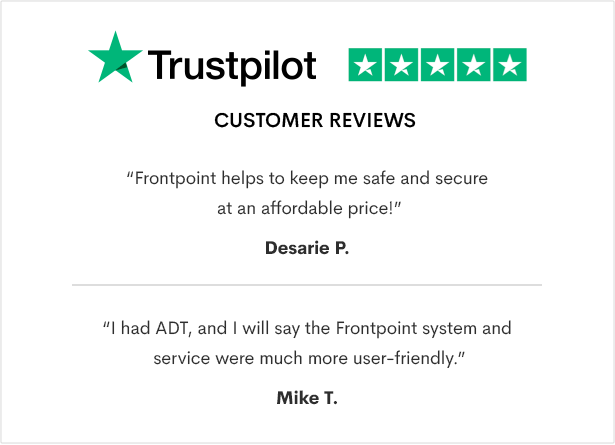 Trustpilot
CUSTOMER REVIEWS
“Frontpoint helps to keep me safe and secure
at an affordable price!”
Desarie P.
“I had ADT, and I will say the Frontpoint system and
service were much more user-friendly.”
Mike T.